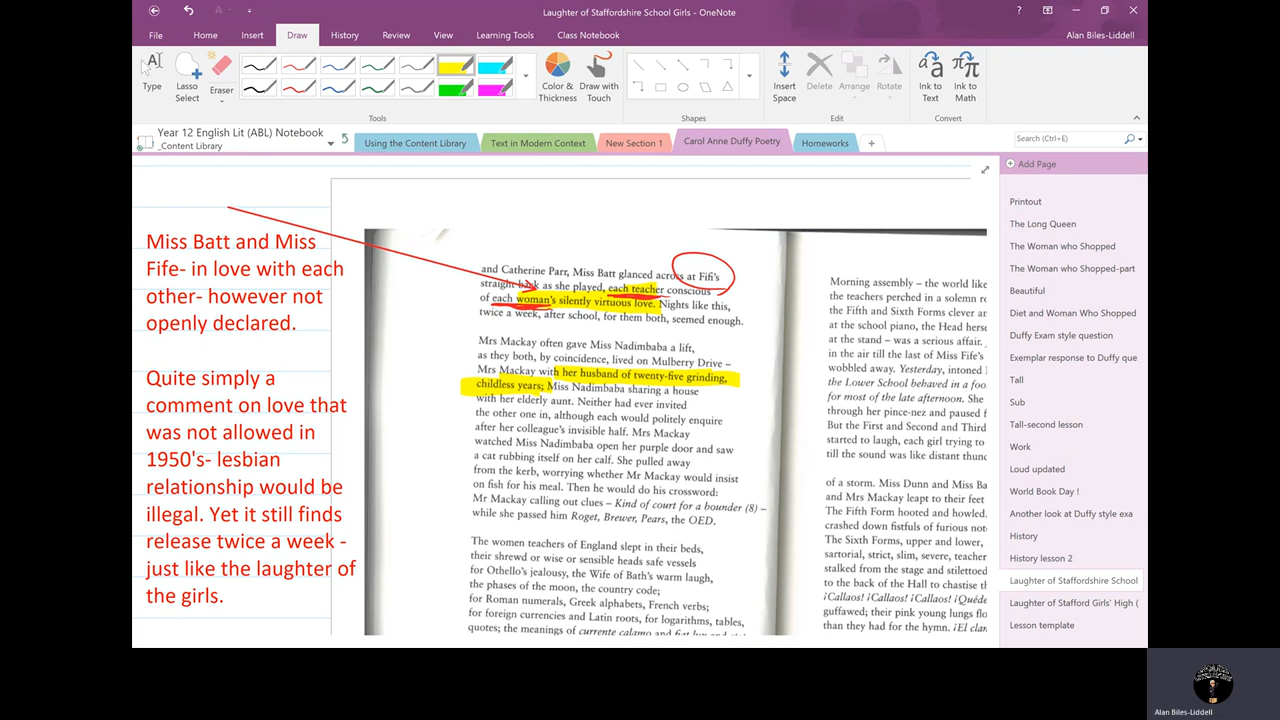 Laughter of Staffordshire School Girls - OneNote
File Home Insert Draw History Review View Learning Tools Class Notebook
Alan Biles-Liddell
Type
Lasso Select
Eraser
Color & Thickness
Draw with Touch
Insert Space
Delete
Arrange
Rotate
Ink to Text
Ink to Math
Tools
Shapes
Edit
Convert
Year 12 English Lit (ABL) Notebook
_Content Library
Using the Content Library
Text in Modern Context
New Section 1
Carol Anne Duffy Poetry
Homeworks
Search (Ctrl+E)
Miss Batt and Miss
Fife- in love with each
other- however not
openly declared.
Quite simply a
comment on love that
was not allowed in
1950's- lesbian
relationship would be
illegal. Yet it still finds
release twice a week -
just like the laughter of
the girls.
and Catherine Parr, Miss Batt glanced across at Fifi's
straight back as she played, each teacher conscious
of each woman's silently virtuous love. Nights like this,
twice a week, after school, for them both, seemed enough.
Mrs Mackay often gave Miss Nadimbaba a lift,
as they both, by coincidence, lived on Mulberry Drive –
Mrs Mackay with her husband of twenty-five grinding,
childless years; Miss Nadimbaba sharing a house
with her elderly aunt. Neither had ever invited
the other one in, although each would politely enquire
after her colleague's invisible half. Mrs Mackay
watched Miss Nadimbaba open her purple door and saw
a cat rubbing itself on her calf. She pulled away
from the kerb, worrying whether Mr Mackay would insist
on fish for his meal. Then he would do his crossword:
Mr Mackay calling out clues – Kind of court for a bounder (8) –
while she passed him Roget, Brewer, Pears, the OED.
The women teachers of England slept in their beds,
their shrewd or wise or sensible heads safe vessels
for Othello's jealousy, the Wife of Bath's warm laugh,
the phases of the moon, the country code;
for Roman numerals, Greek alphabets, French verbs;
for foreign currencies and Latin roots, for logarithms, tables,
quotes; the meanings of currente calamo and fiat lux and
Morning assembly – the world like
the teachers perched in a solemn
the Fifth and Sixth Forms clever
at the school piano, the Head
at the stand – was a serious affair.
in the air till the last of Miss Fife's
wobbled away. Yesterday, intoned
the Lower School behaved in a
for most of the late afternoon. She
through her pince-nez and paused
But the First and Second and Third
started to laugh, each girl trying to
till the sound was like distant
of a storm. Miss Dunn and Miss
and Mrs Mackay leapt to their feet
The Fifth Form hooted and howled.
crashed down fistfuls of furious
The Sixth Forms, upper and lower,
sartorial, strict, slim, severe,
stalked from the stage and
to the back of the Hall to chastise
¡Callaos! ¡Callaos! ¡Callaos!
guffawed; their pink young lungs
than they had for the hymn.
Add Page
Printout
The Long Queen
The Woman who Shopped
The Woman who Shopped-part
Beautiful
Diet and Woman Who Shopped
Duffy Exam style question
Exemplar response to Duffy que
Tall
Sub
Tall-second lesson
Work
Loud updated
World Book Day !
Another look at Duffy style exa
History
History lesson 2
Laughter of Staffordshire School
Laughter of Stafford Girls' High (
Lesson template
Alan Biles-Liddell